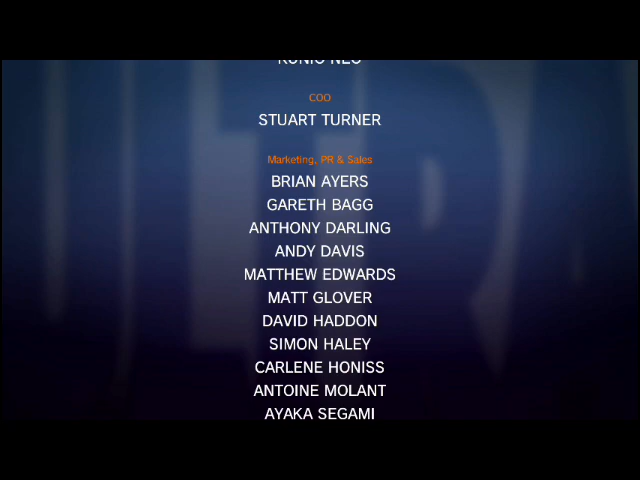 COO
STUART TURNER
Marketing, PR & Sales
BRIAN AYERS
GARETH BAGG
ANTHONY DARLING
ANDY DAVIS
MATTHEW EDWARDS
MATT GLOVER
DAVID HADDON
SIMON HALEY
CARLENE HONISS
ANTOINE MOLANT
AYAKA SEGAMI